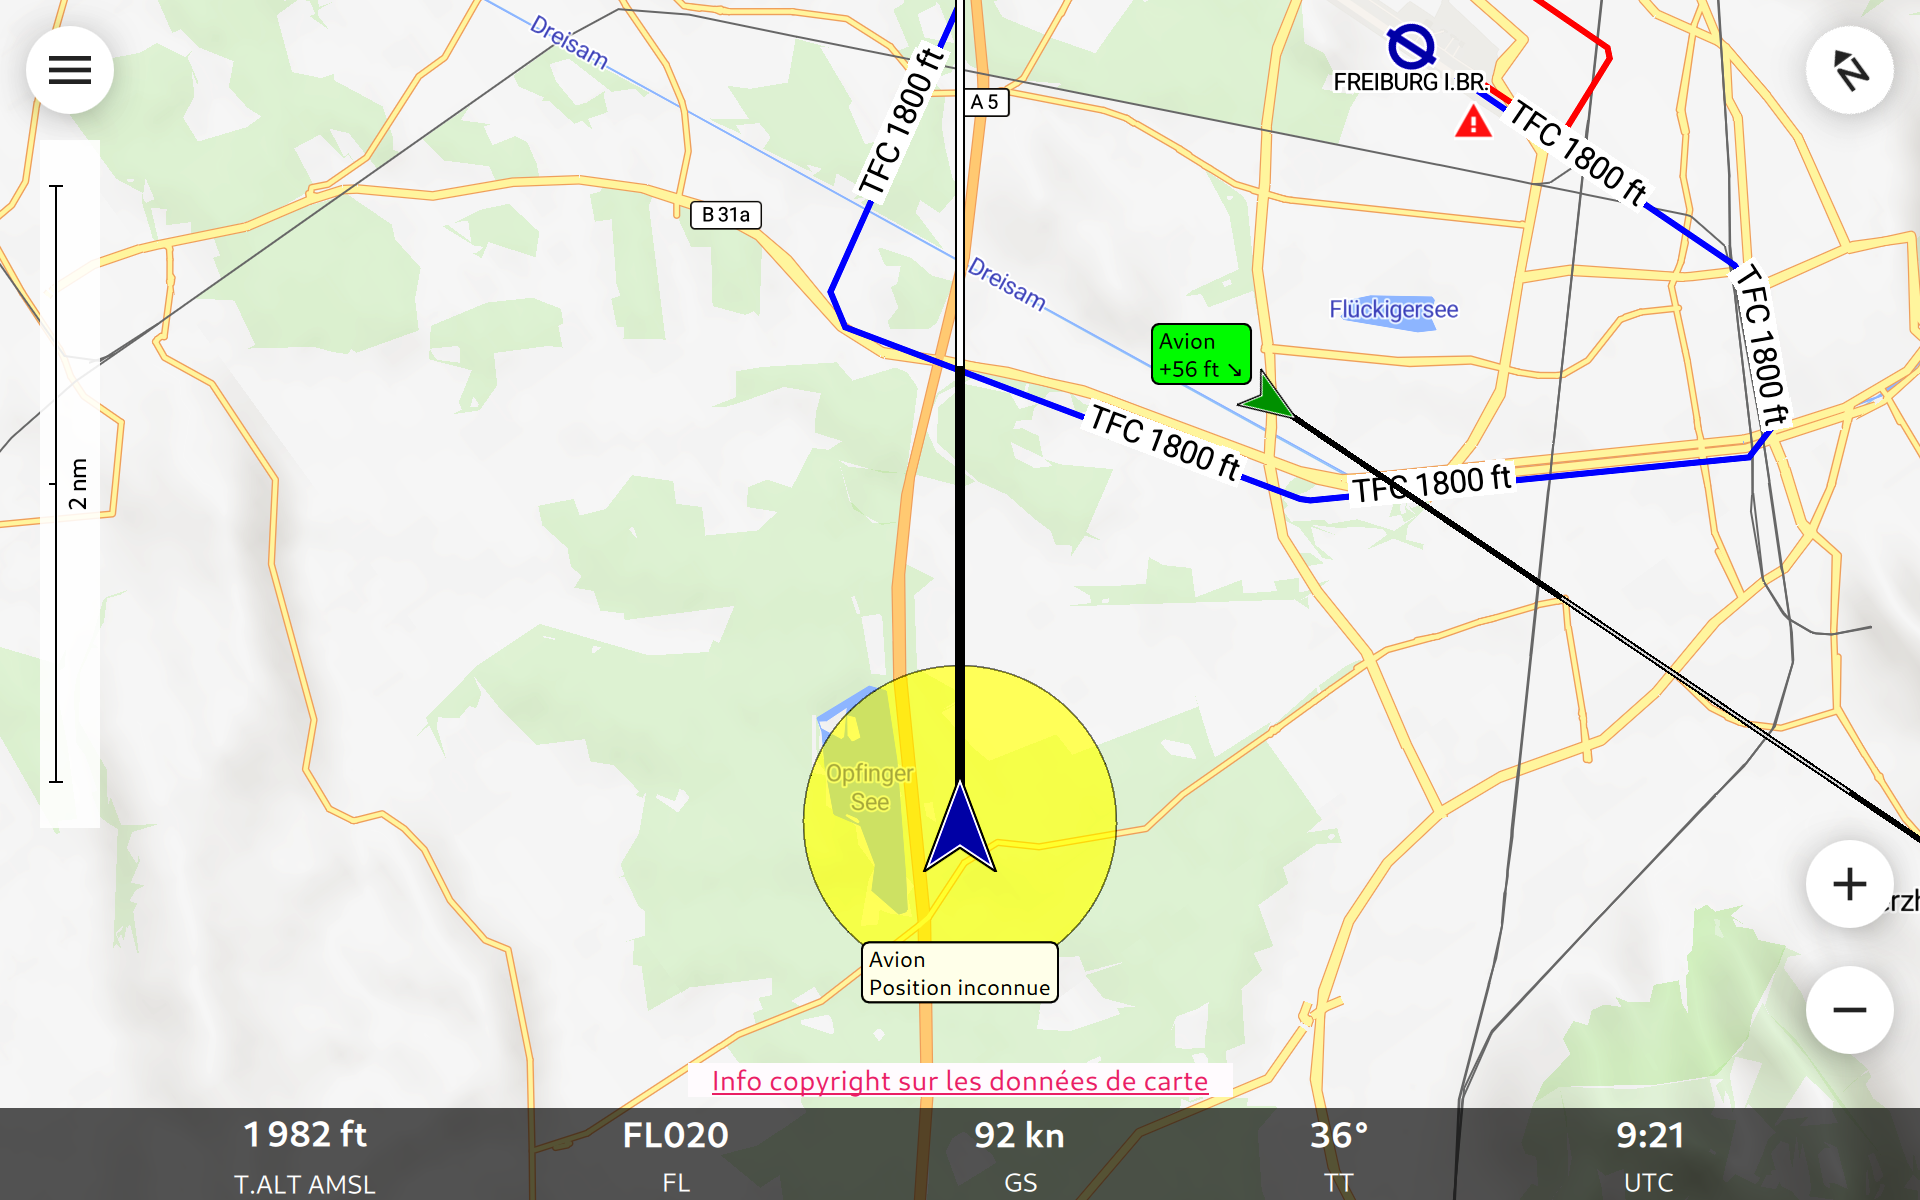 Dreisam
TFC 1800 ft
A 5
FREIBURG I.BR.
TFC 1800 ft
N
B 31a
Dreisam
Flückigersee
TFC 1800 ft
Avion
+56 ft ↘
TFC 1800 ft
TFC 1800 ft
2 nm
Opfinger
See
Avion
Position inconnue
+
−
Info copyright sur les données de carte
1 982 ft
T.ALT AMSL
FL020
FL
92 kn
GS
36°
TT
9:21
UTC